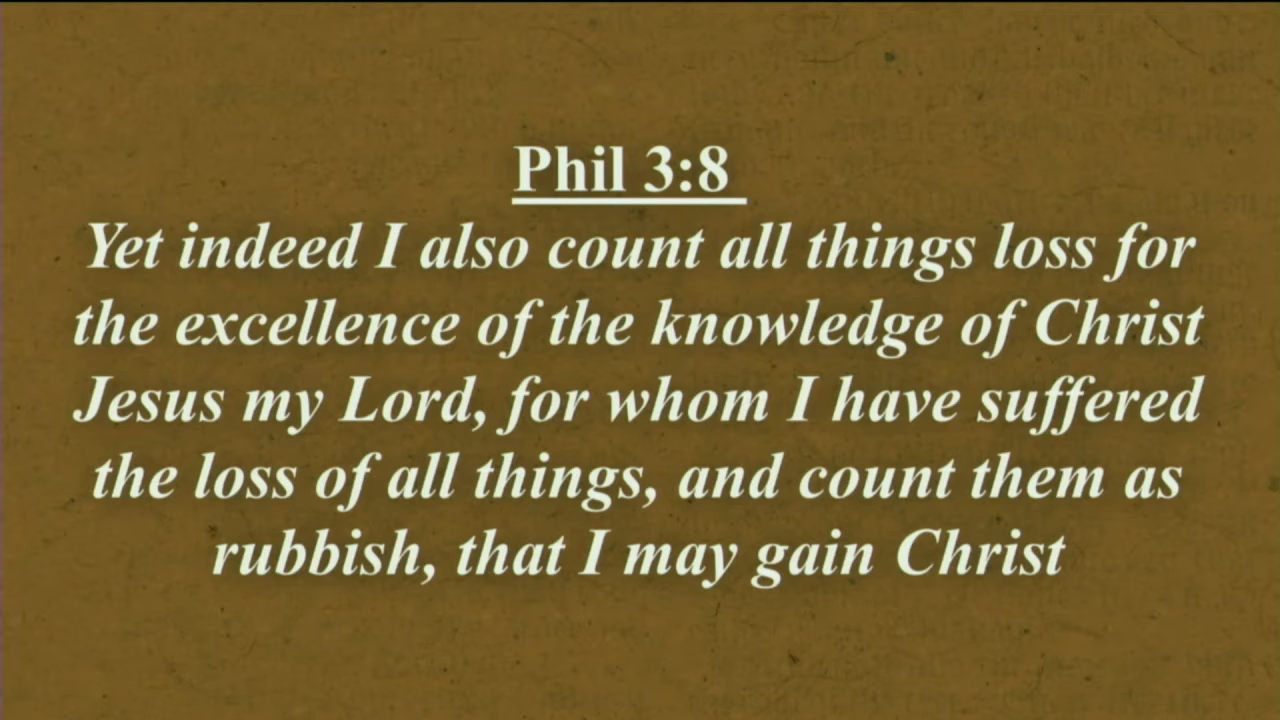 Phil 3:8
Yet indeed I also count all things loss for
the excellence of the knowledge of Christ
Jesus my Lord, for whom I have suffered
the loss of all things, and count them as
rubbish, that I may gain Christ